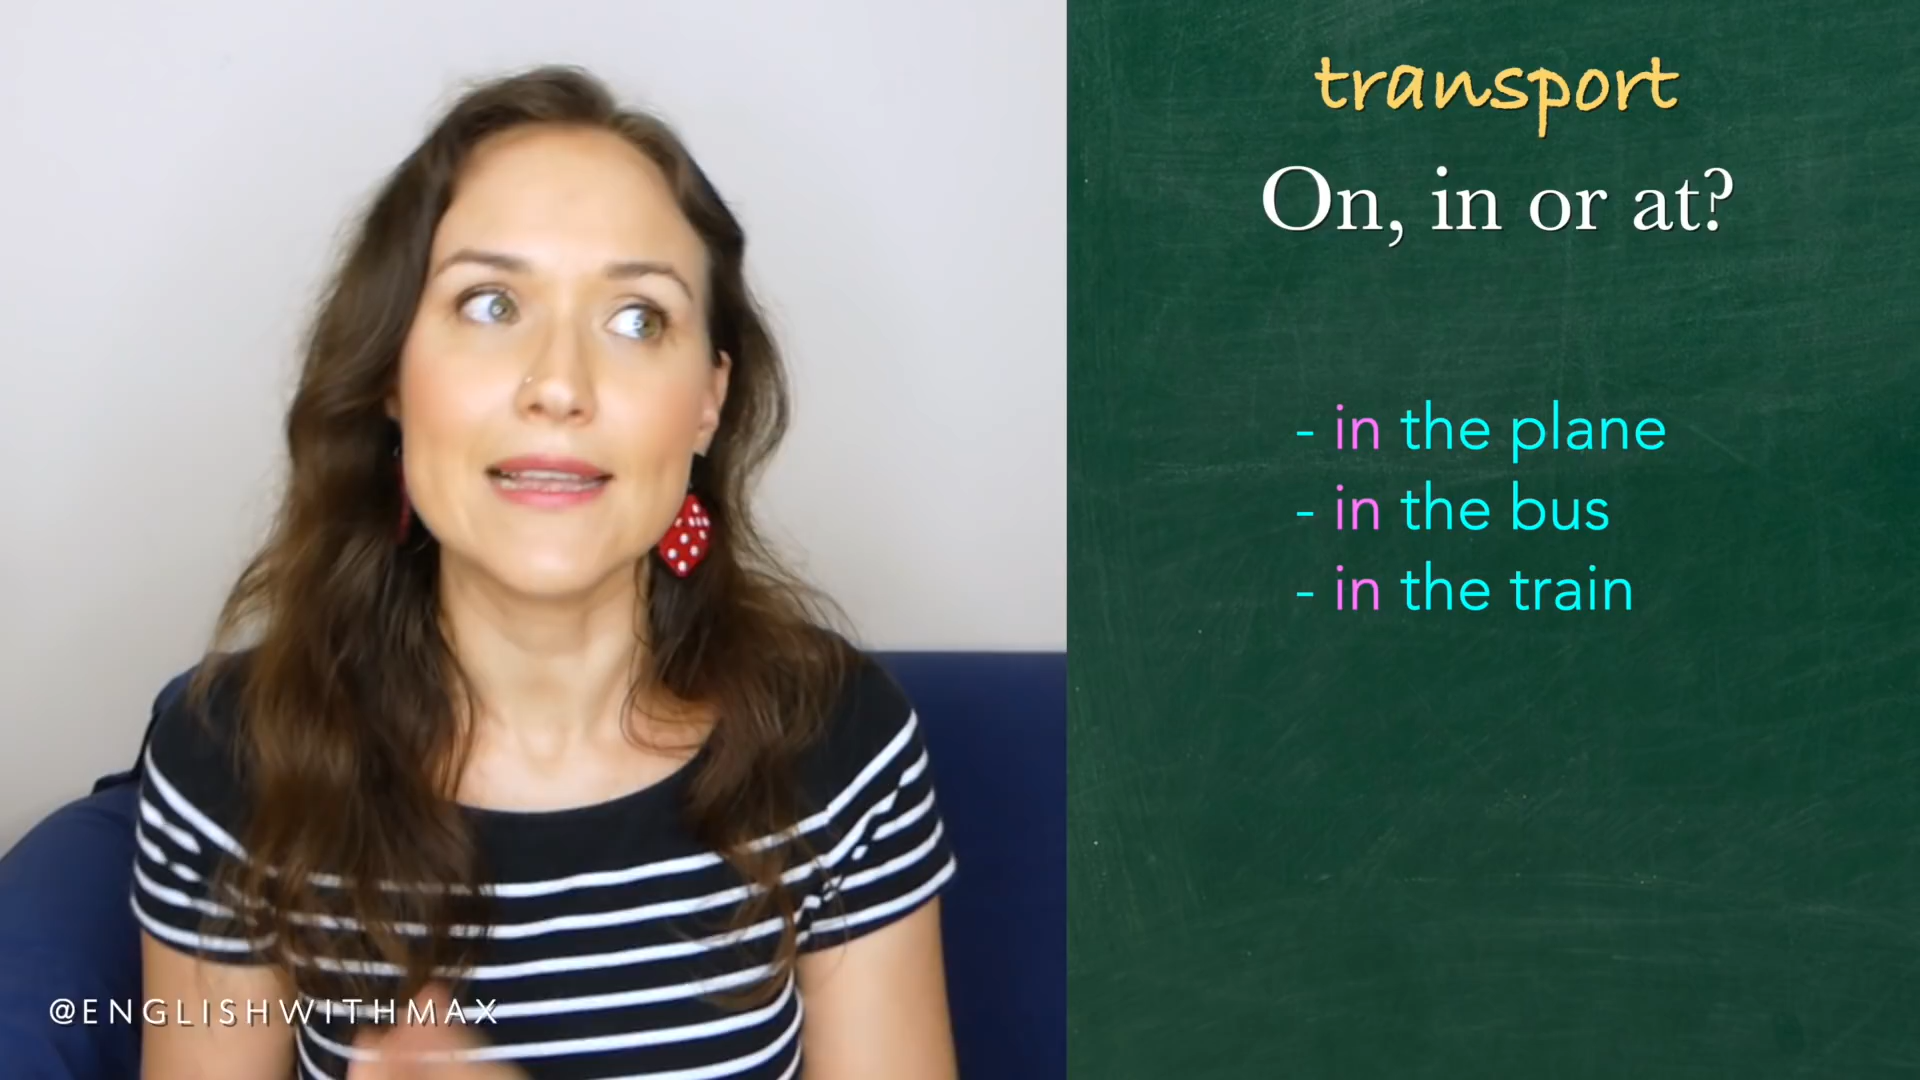 transport
On, in or at?
- in the plane
- in the bus
- in the train
@ENGLISHWITHMAX